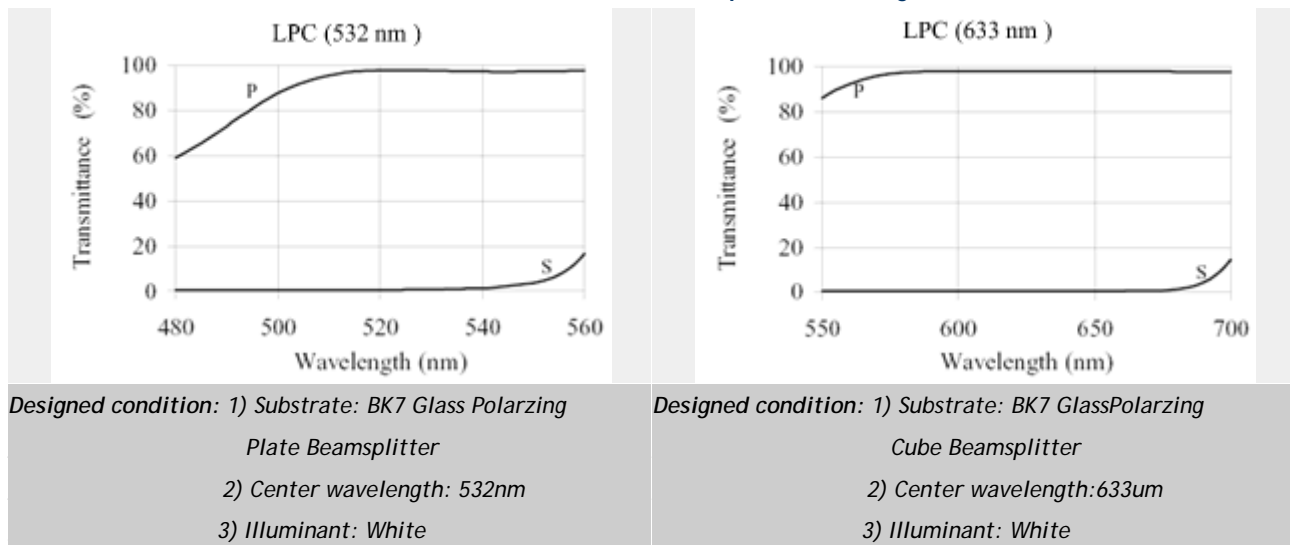 LPC (532 nm )
Transmittance (%)
100
80
60
40
20
0
P
S
480 500 520 540 560
Wavelength (nm)
LPC (633 nm )
Transmittance (%)
100
80
60
40
20
0
P
S
550 600 650 700
Wavelength (nm)
Designed condition: 1) Substrate: BK7 Glass Polarzing
Plate Beamsplitter
2) Center wavelength: 532nm
3) Illuminant: White
Designed condition: 1) Substrate: BK7 GlassPolarzing
Cube Beamsplitter
2) Center wavelength:633um
3) Illuminant: White